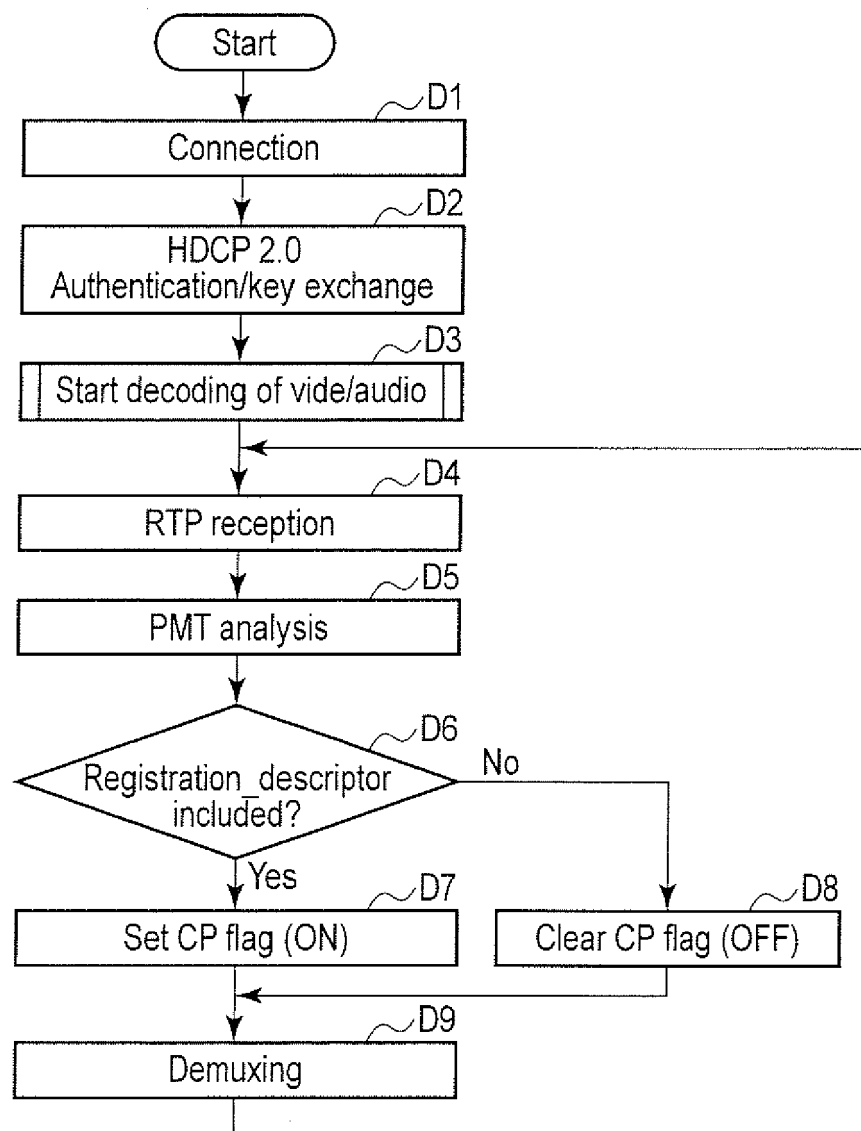 Start
D1
Connection
D2
HDCP 2.0
Authentication/key exchange
D3
Start decoding of vide/audio
D4
RTP reception
D5
PMT analysis
D6
Registration_descriptor
included?
No
Yes
D7
Set CP flag (ON)
D8
Clear CP flag (OFF)
D9
Demuxing